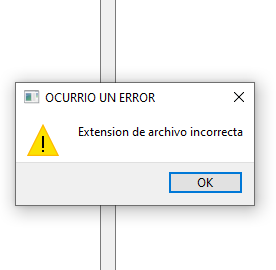 OCURRIO UN ERROR
Extension de archivo incorrecta
OK